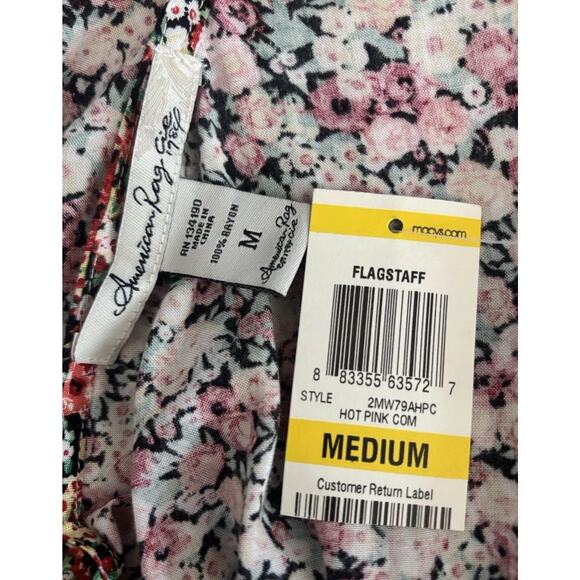 American Rag
Cie
1984
RN 134190
MADE IN
CHINA
100% RAYON
M
American Rag
macys.com
FLAGSTAFF
8 83355 63572 7
STYLE 2MW79AHPC
HOT PINK COM
MEDIUM
Customer Return Label